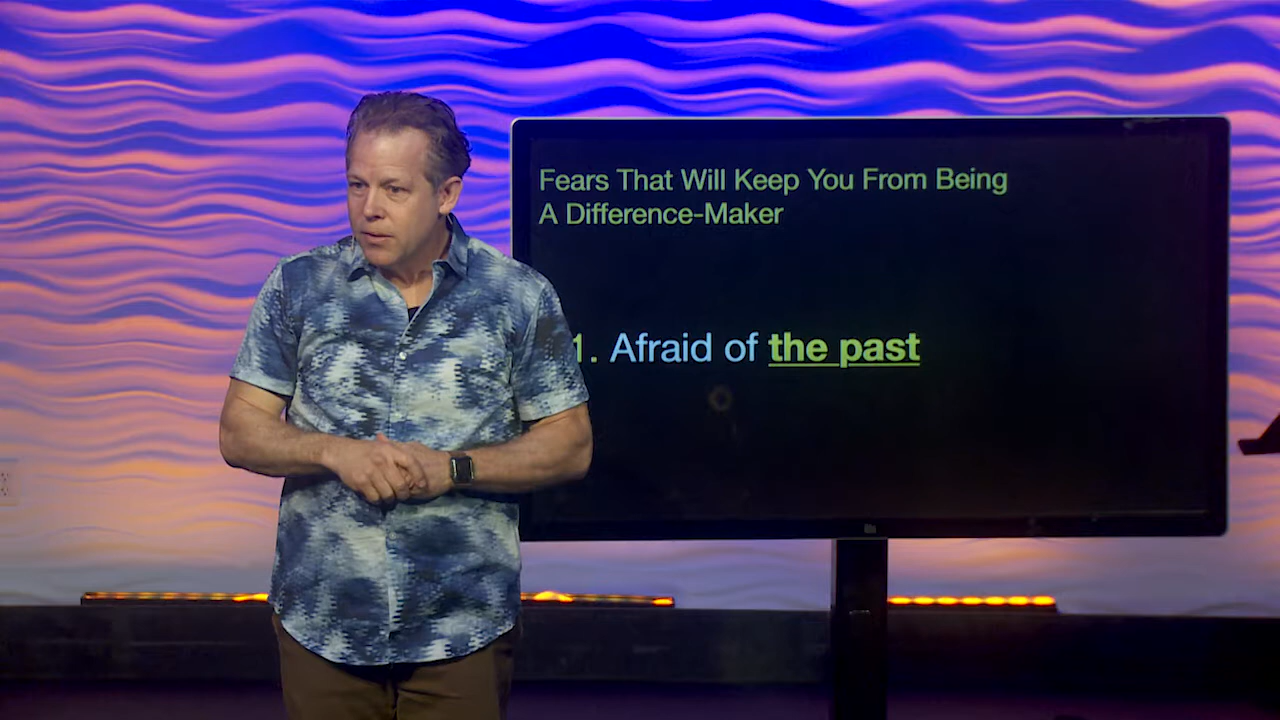 Fears That Will Keep You From Being
A Difference-Maker
1. Afraid of the past